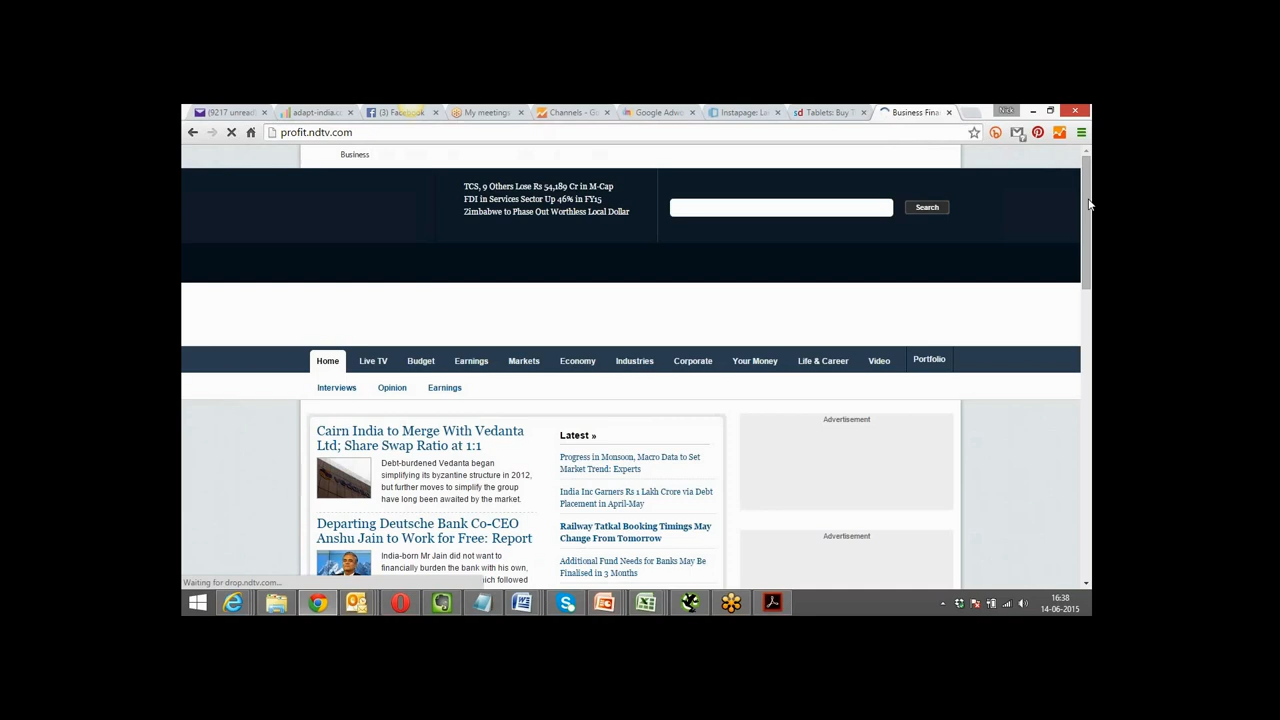 (9217 unread
adapt-india.co
(3) Facebook
My meetings
Channels - Go
Google Adwo
Instapage: La
Tablets: Buy T
Business Fina
Nick
profit.ndtv.com
Business
TCS, 9 Others Lose Rs 54,189 Cr in M-Cap
FDI in Services Sector Up 46% in FY15
Zimbabwe to Phase Out Worthless Local Dollar
Search
Home
Live TV
Budget
Earnings
Markets
Economy
Industries
Corporate
Your Money
Life & Career
Video
Portfolio
Interviews
Opinion
Earnings
Cairn India to Merge With Vedanta
Ltd; Share Swap Ratio at 1:1
Debt-burdened Vedanta began
simplifying its byzantine structure in 2012,
but further moves to simplify the group
have long been awaited by the market.
Departing Deutsche Bank Co-CEO
Anshu Jain to Work for Free: Report
India-born Mr Jain did not want to
financially burden the bank with his own,
which followed
Latest »
Progress in Monsoon, Macro Data to Set
Market Trend: Experts
India Inc Garners Rs 1 Lakh Crore via Debt
Placement in April-May
Railway Tatkal Booking Timings May
Change From Tomorrow
Additional Fund Needs for Banks May Be
Finalised in 3 Months
Advertisement
Advertisement
Waiting for drop.ndtv.com...
16:38
14-06-2015